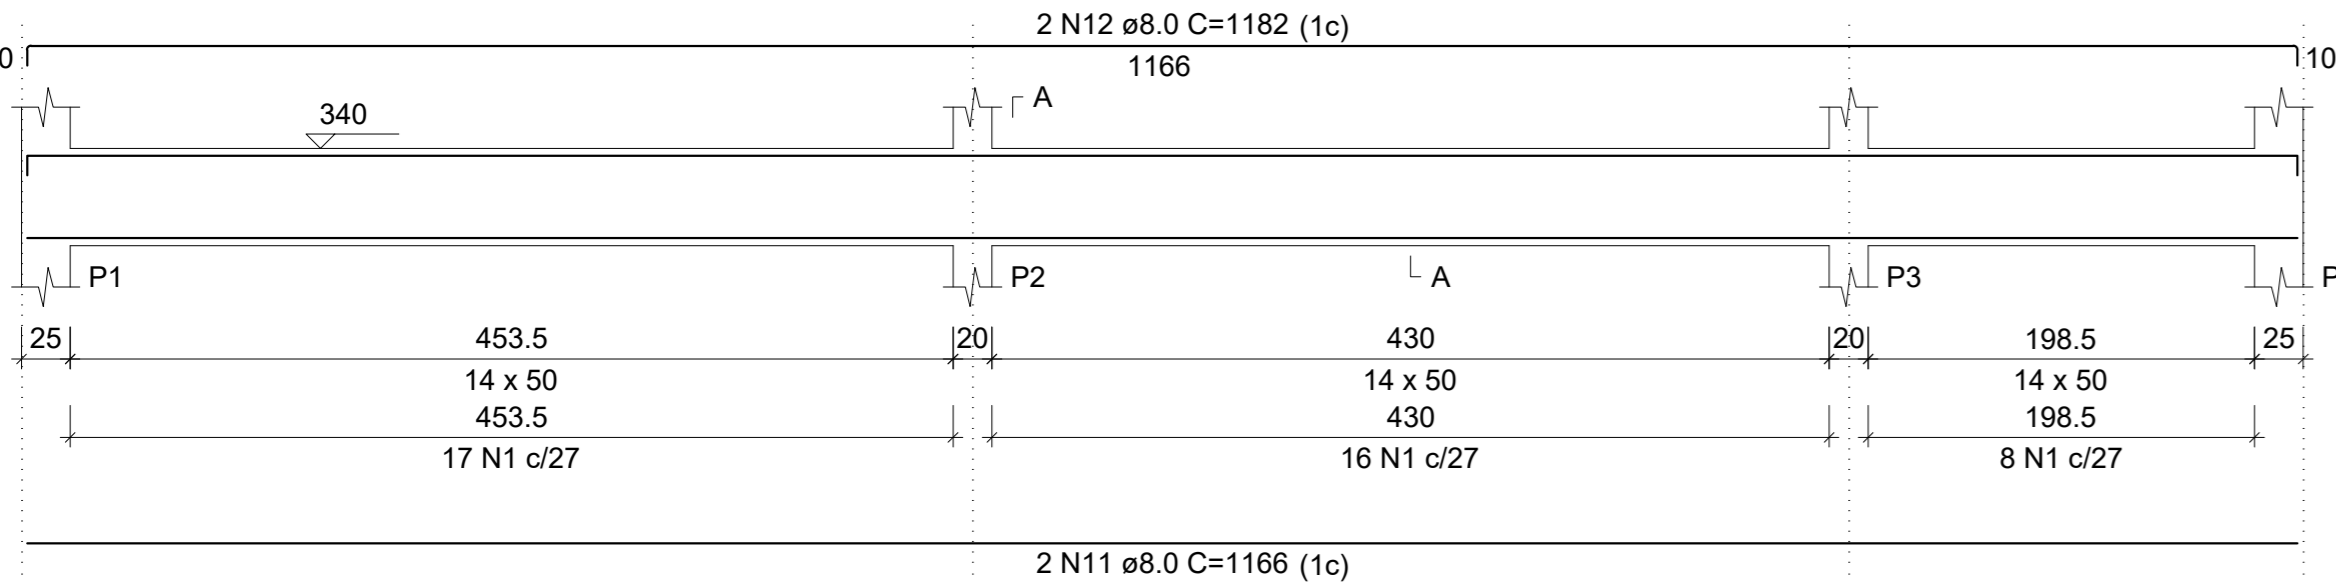 2 N12 ø8.0 C=1182 (1c)
0 1166 10
A
340
P1 P2 A P3 P
25 453.5 20 430 20 198.5 25
14 x 50 14 x 50 14 x 50
453.5 430 198.5
17 N1 c/27 16 N1 c/27 8 N1 c/27
2 N11 ø8.0 C=1166 (1c)